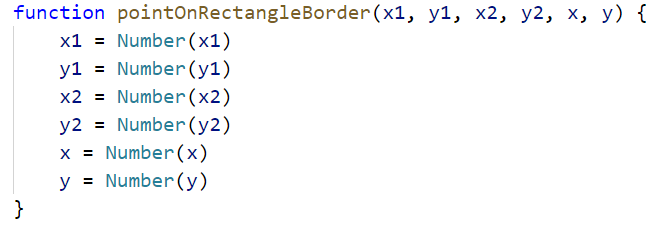 function pointOnRectangleBorder(x1, y1, x2, y2, x, y) {
    x1 = Number(x1)
    y1 = Number(y1)
    x2 = Number(x2)
    y2 = Number(y2)
    x = Number(x)
    y = Number(y)
}